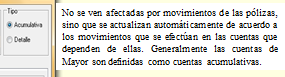 Tipo
Acumulativa
Detalle
No se ven afectadas por movimientos de las pólizas,
sino que se actualizan automáticamente de acuerdo a
los movimientos que se efectúan en las cuentas que
dependen de ellas. Generalmente las cuentas de
Mayor son definidas como cuentas acumulativas.